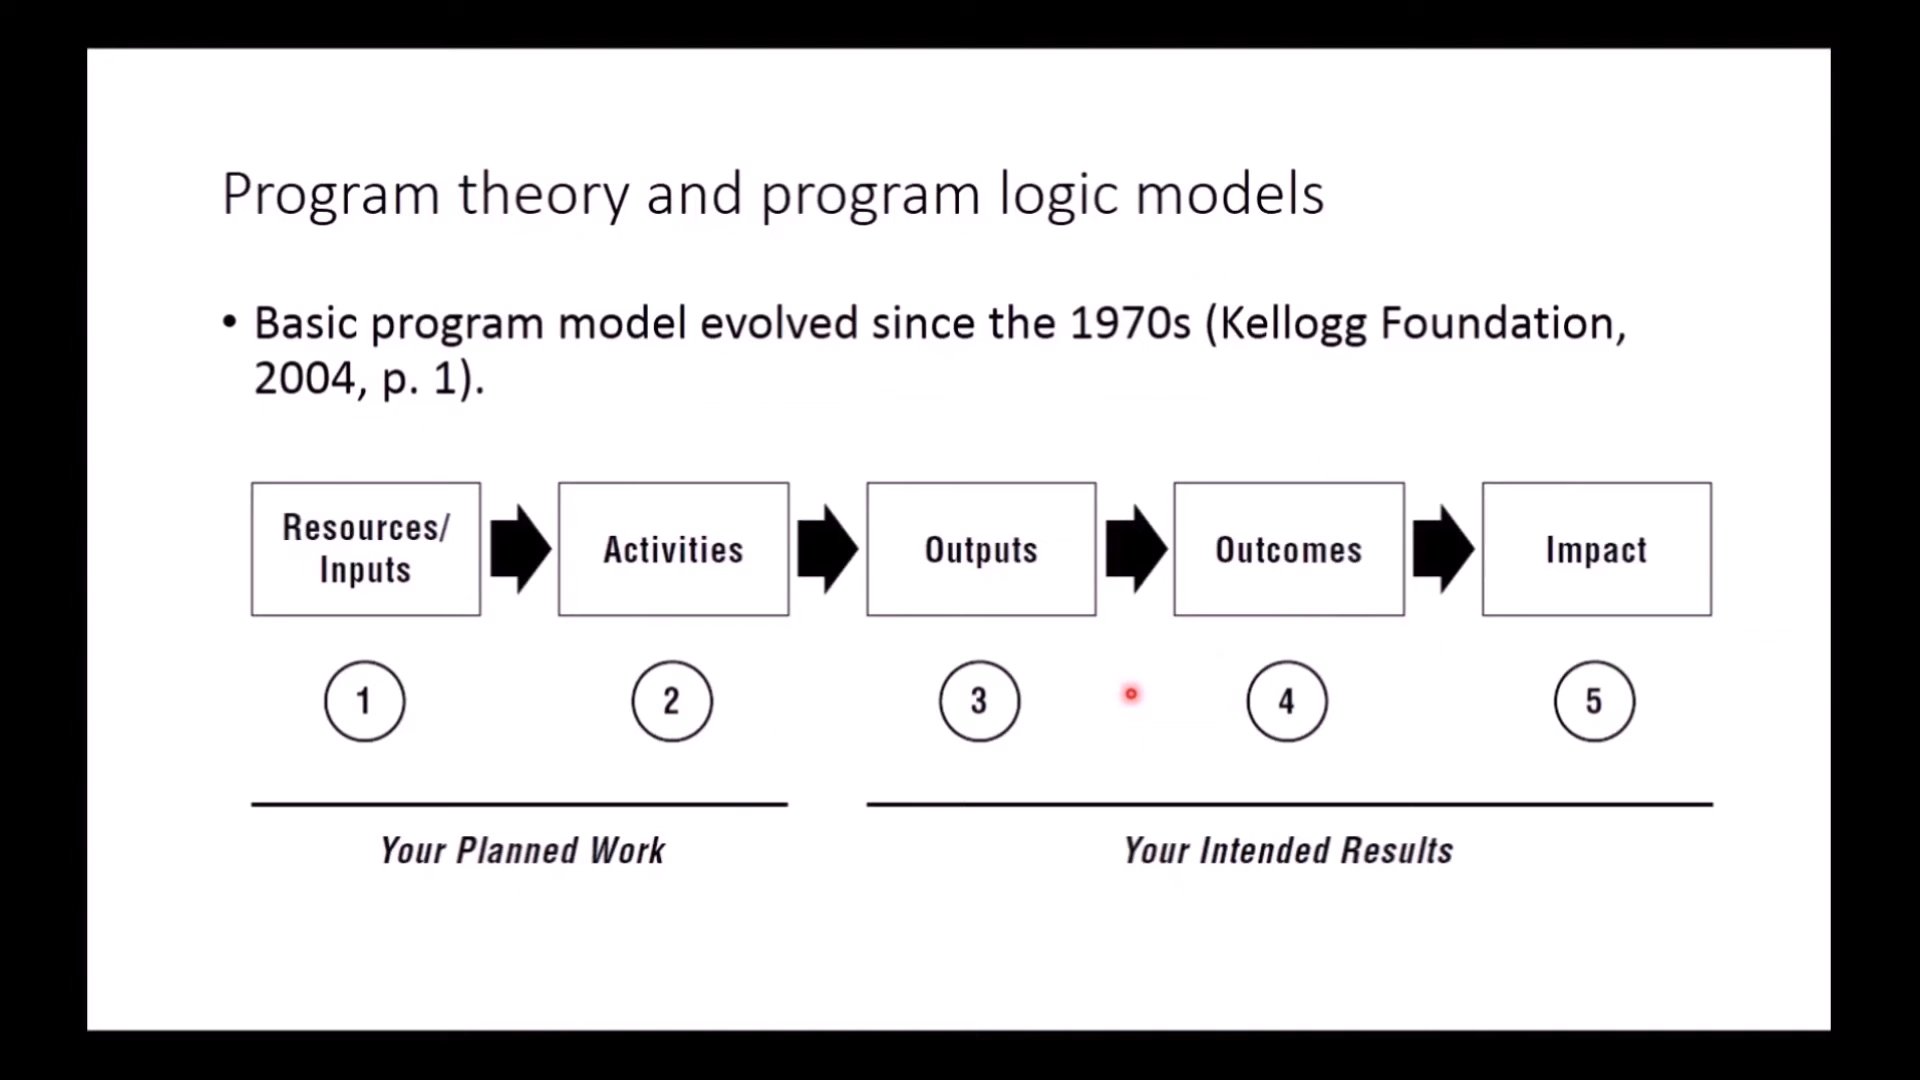 Program theory and program logic models
• Basic program model evolved since the 1970s (Kellogg Foundation,
2004, p. 1).
Resources/
Inputs
Activities
Outputs
Outcomes
Impact
1
2
3
4
5
Your Planned Work
Your Intended Results